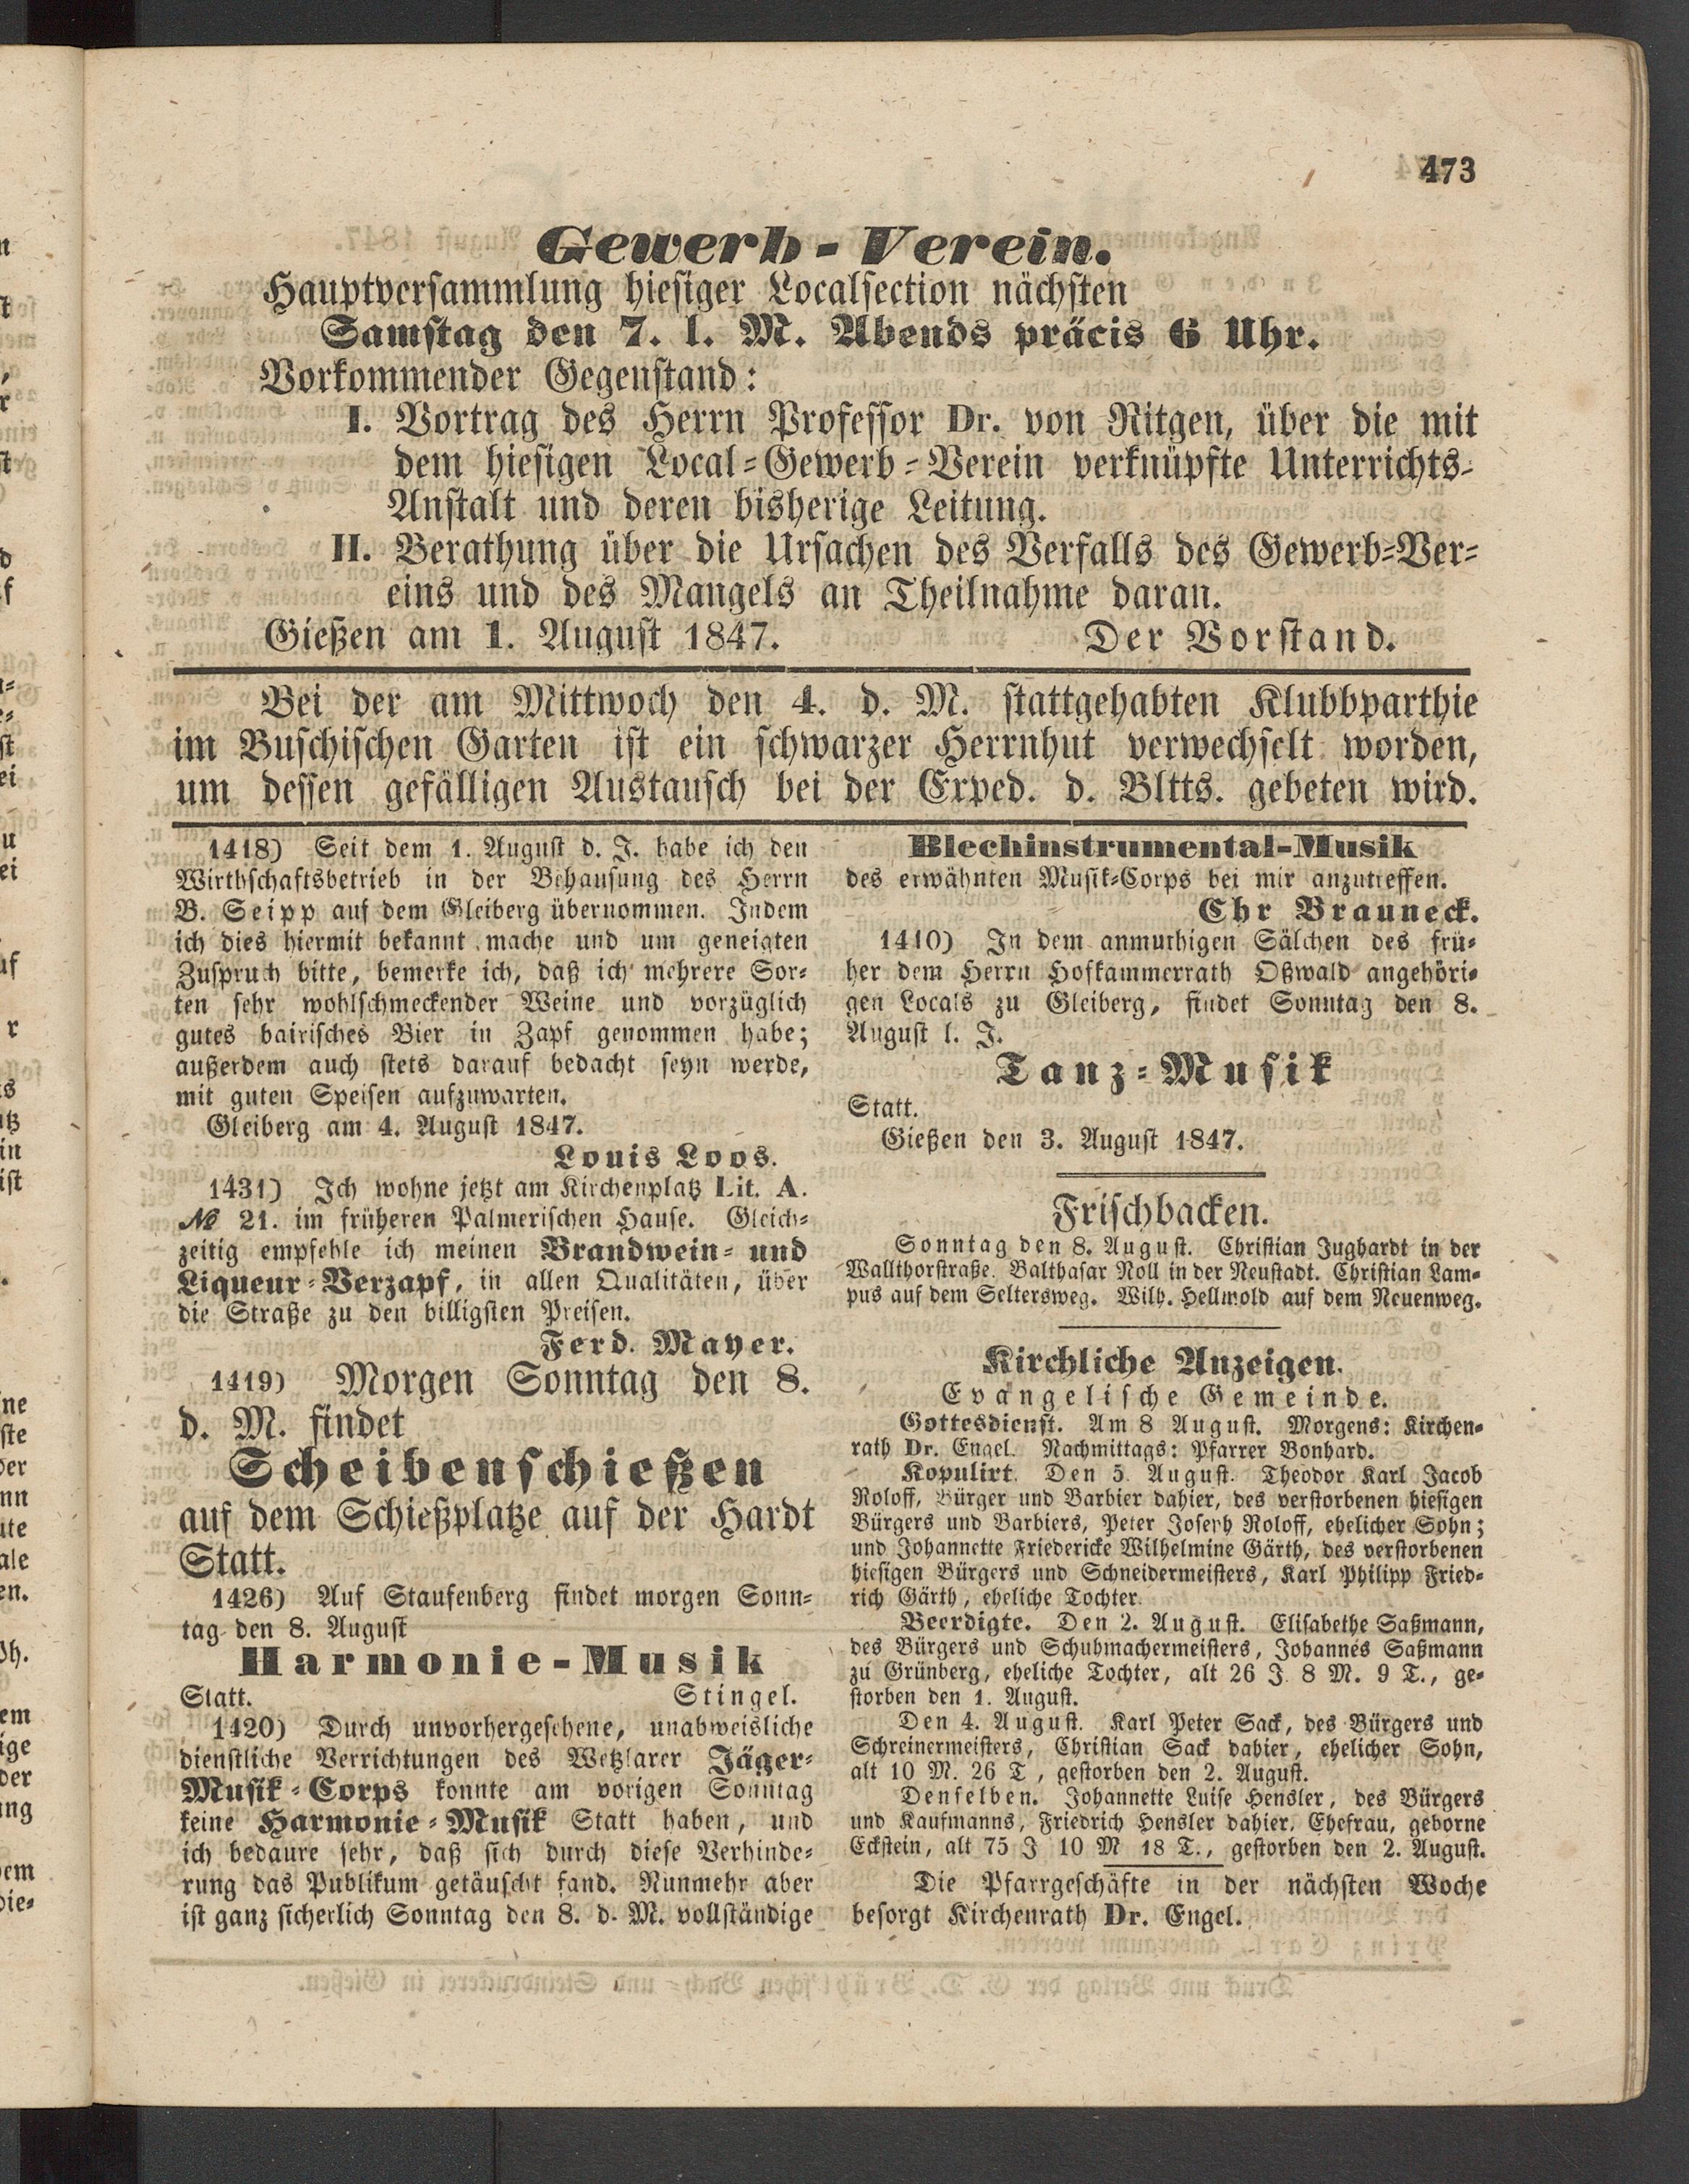 473
Gewerb-Verein.
Hauptversammlung hiesiger Localsection nächsten
Samstag den 7. l. M. Abends präcis 6 Uhr.
Vorkommender Gegenstand:
I. Vortrag des Herrn Professor Dr. von Ritgen, über die mit
dem hiesigen Local-Gewerb-Verein verknüpfte Unterrichts-
Anstalt und deren bisherige Leitung.
II. Berathung über die Ursachen des Verfalls des Gewerb-Ver-
eins und des Mangels an Theilnahme daran.
Gießen am 1. August 1847. Der Vorstand.
Bei der am Mittwoch den 4. d. M. stattgehabten Klubbparthie
im Buschischen Garten ist ein schwarzer Herrnhut verwechselt worden,
um dessen gefälligen Austausch bei der Exped. d. Bltts. gebeten wird.
1418) Seit dem 1. August d. J. habe ich den
Wirthschaftsbetrieb in der Behausung des Herrn
B. Seipp auf dem Gleiberg übernommen. Indem
ich dies hiermit bekannt mache und um geneigten
Zuspruch bitte, bemerke ich, daß ich mehrere Sor-
ten sehr wohlschmeckender Weine und vorzüglich
gutes bairisches Bier in Zapf genommen habe;
außerdem auch stets darauf bedacht seyn werde,
mit guten Speisen aufzuwarten.
Gleiberg am 4. August 1847.
Louis Loos.
1431) Ich wohne jetzt am Kirchenplatz Lit. A.
№ 21. im früheren Palmerischen Hause. Gleich-
zeitig empfehle ich meinen Brandwein- und
Liqueur-Verzapf, in allen Qualitäten, über
die Straße zu den billigsten Preisen.
Ferd. Mayer.
1419) Morgen Sonntag den 8.
d. M. findet
Scheibenschießen
auf dem Schießplatze auf der Hardt
Statt.
1426) Auf Staufenberg findet morgen Sonn-
tag den 8. August
Harmonie-Musik
Statt. Stingel.
1420) Durch unvorhergesehene, unabweisliche
dienstliche Verrichtungen des Wetzlarer Jäger-
Musik-Corps konnte am vorigen Sonntag
keine Harmonie-Musik Statt haben, und
ich bedaure sehr, daß sich durch diese Verhinde-
rung das Publikum getäuscht fand. Nunmehr aber
ist ganz sicherlich Sonntag den 8. d. M. vollständige
Blechinstrumental-Musik
des erwähnten Musik-Corps bei mir anzutreffen.
Chr Brauneck.
1410) In dem anmuthigen Sälchen des frü-
her dem Herrn Hofkammerrath Oßwald angehöri-
gen Locals zu Gleiberg, findet Sonntag den 8.
August l. J.
Tanz-Musik
Statt.
Gießen den 3. August 1847.
Frischbacken.
Sonntag den 8. August. Christian Jughardt in der
Wallthorstraße. Balthasar Noll in der Neustadt. Christian Lam-
pus auf dem Seltersweg. Wilh. Hellmold auf dem Neuenweg.
Kirchliche Anzeigen.
Evangelische Gemeinde.
Gottesdienst. Am 8 August. Morgens: Kirchen-
rath Dr. Engel. Nachmittags: Pfarrer Bonhard.
Kopulirt. Den 5. August. Theodor Karl Jacob
Roloff, Bürger und Barbier dahier, des verstorbenen hiesigen
Bürgers und Barbiers, Peter Joseph Roloff, ehelicher Sohn;
und Johannette Friedericke Wilhelmine Gärth, des verstorbenen
hiesigen Bürgers und Schneidermeisters, Karl Philipp Fried-
rich Gärth, eheliche Tochter.
Beerdigte. Den 2. August. Elisabethe Saßmann,
des Bürgers und Schuhmachermeisters, Johannes Saßmann
zu Grünberg, eheliche Tochter, alt 26 J 8 M. 9 T., ge-
storben den 1. August.
Den 4. August. Karl Peter Sack, des Bürgers und
Schreinermeisters, Christian Sack dahier, ehelicher Sohn,
alt 10 M. 26 T, gestorben den 2. August.
Denselben. Johannette Luise Hensler, des Bürgers
und Kaufmanns, Friedrich Hensler dahier, Ehefrau, geborne
Eckstein, alt 75 J 10 M 18 T., gestorben den 2. August.
Die Pfarrgeschäfte in der nächsten Woche
besorgt Kirchenrath Dr. Engel.